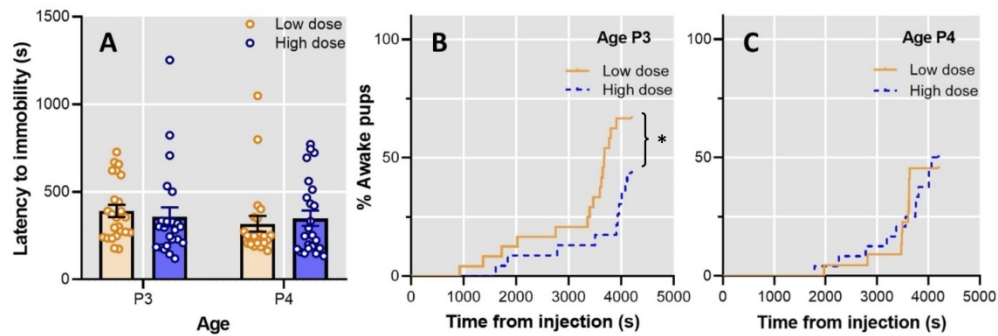 A
Low dose
High dose
Latency to immobility (s)
1500
1000
500
0
P3
P4
Age
B
Age P3
Low dose
High dose
*
% Awake pups
100
50
0
0
1000
2000
3000
4000
5000
Time from injection (s)
C
Age P4
Low dose
High dose
100
50
0
0
1000
2000
3000
4000
5000
Time from injection (s)